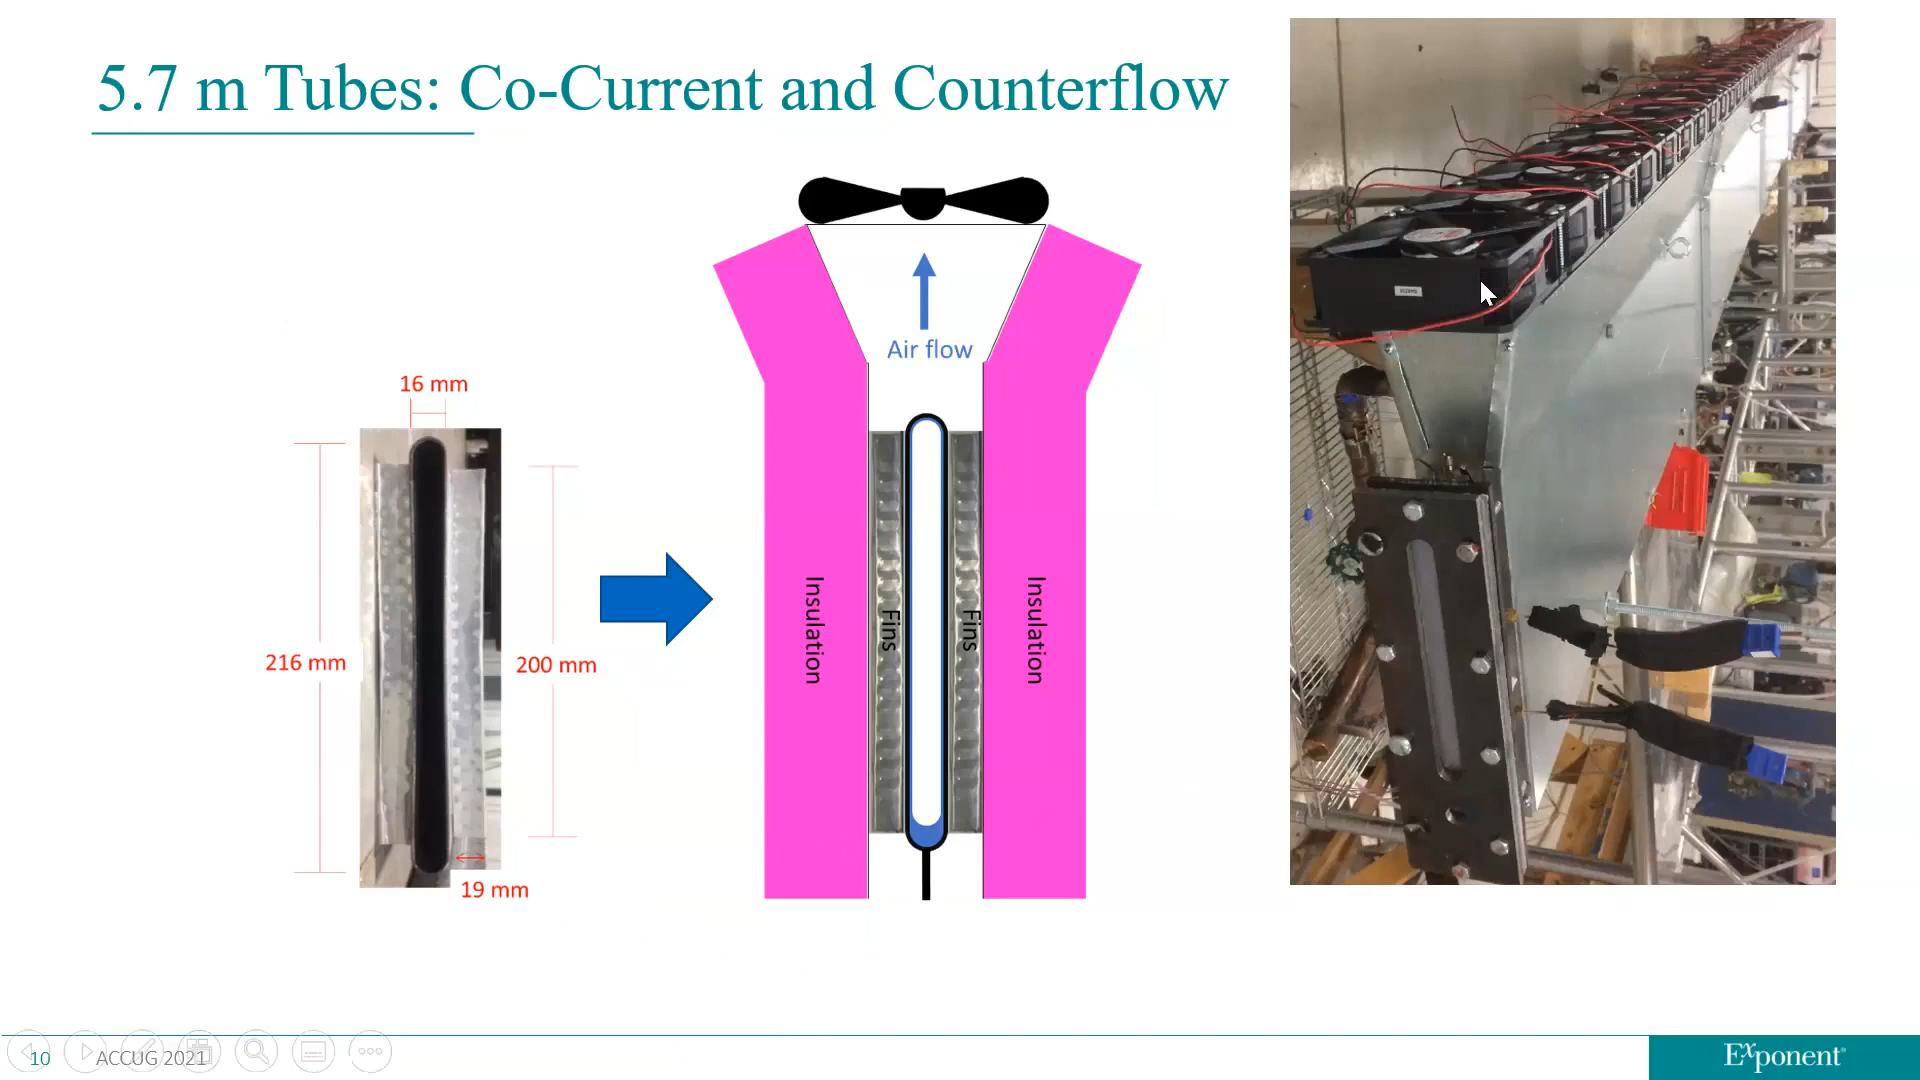 5.7 m Tubes: Co-Current and Counterflow
16 mm
216 mm
200 mm
19 mm
Air flow
Insulation
Fins
Fins
Insulation
10
ACCUG 2021
Exponent